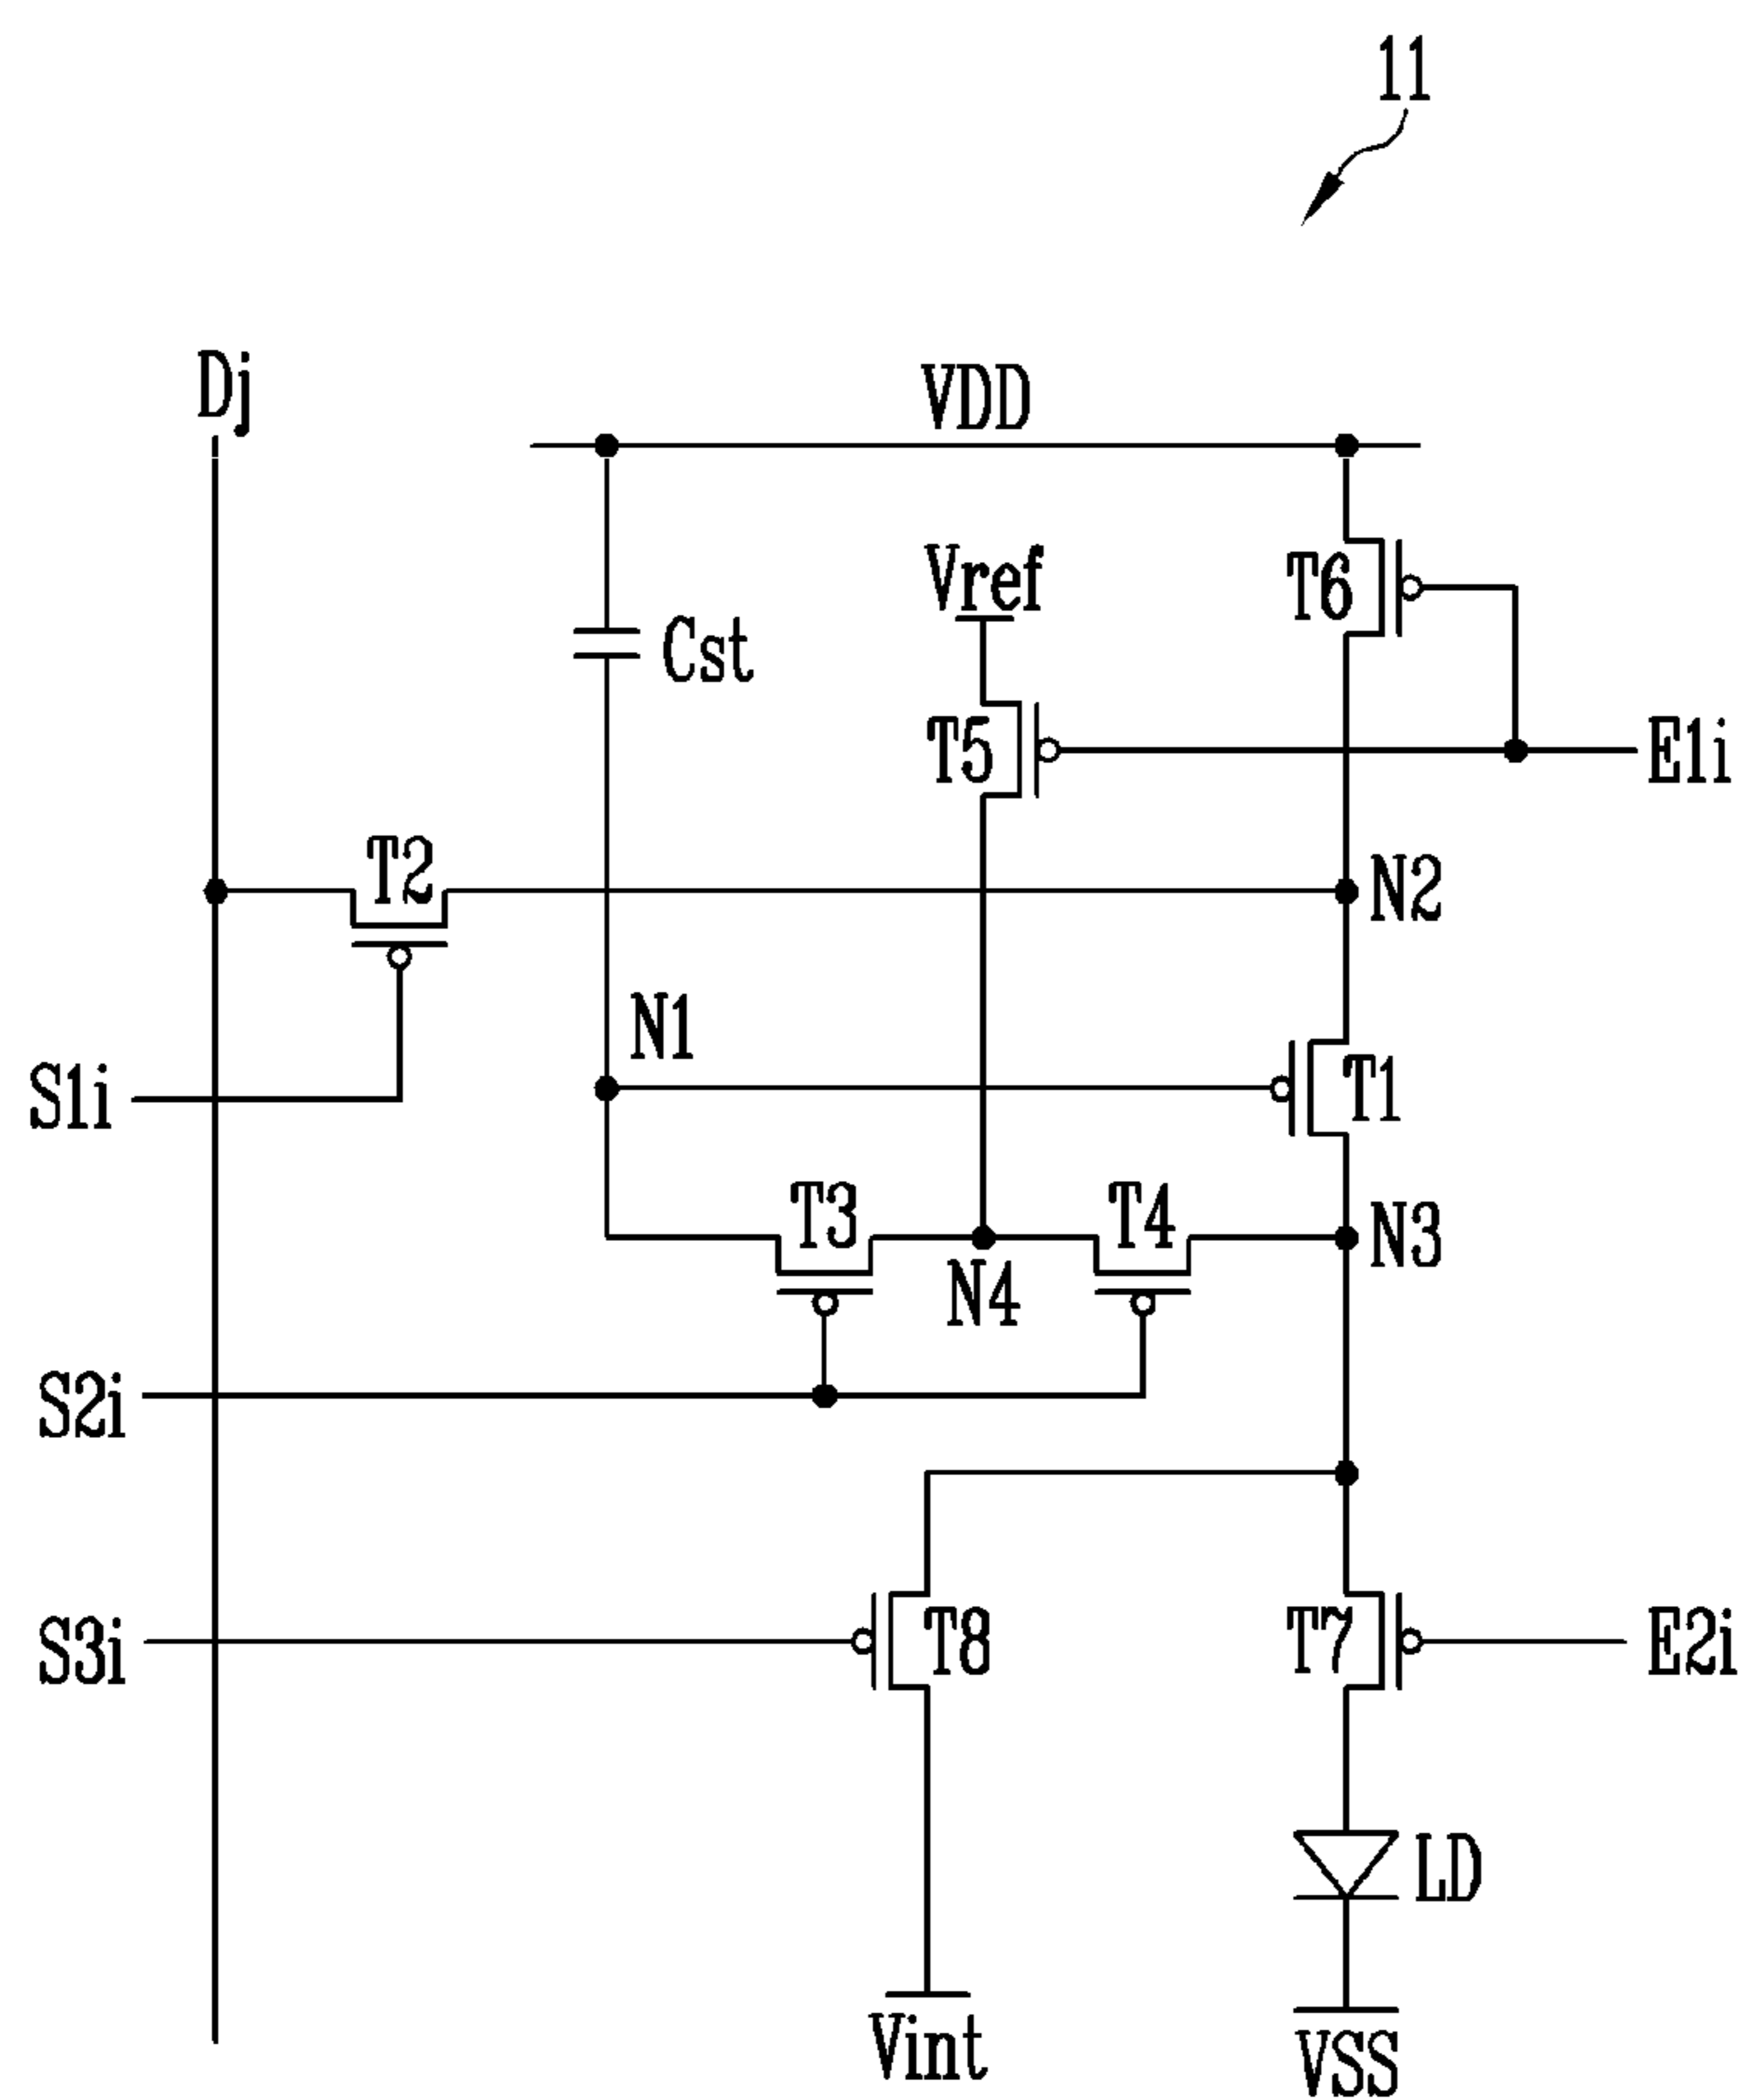 11
Dj
VDD
Vref
T6
Cst
T5
E1i
T2
N2
N1
S1i
T1
T3
T4
N3
N4
S2i
S3i
T8
T7
E2i
LD
Vint
VSS